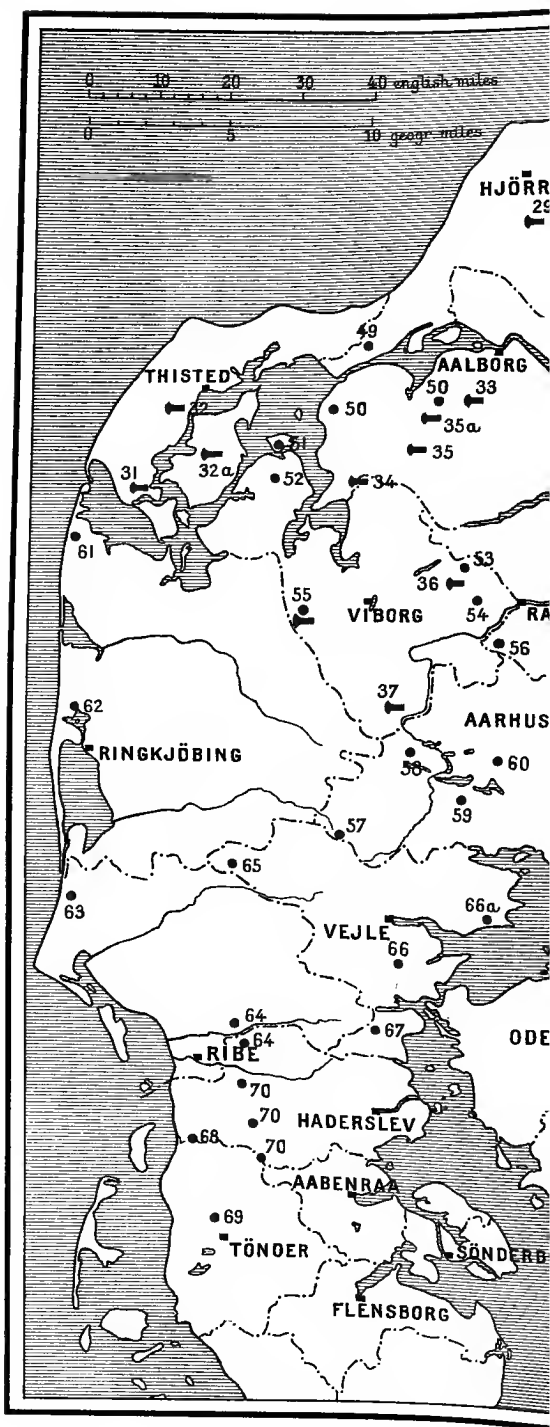 0 10 20 30 40 english miles
0 5 10 geogr. miles
HJÖRR
29
49
THISTED
AALBORG
32
50
50
33
35a
51
35
32a
31
52
34
61
53
36
55
VIBORG
54
RA
56
37
62
AARHUS
RINGKJÖBING
58
60
59
57
65
63
66a
VEJLE
66
64
67
64
ODE
RIBE
70
70
HADERSLEV
68
70
AABENRAA
69
TÖNDER
SÖNDERB
FLENSBORG